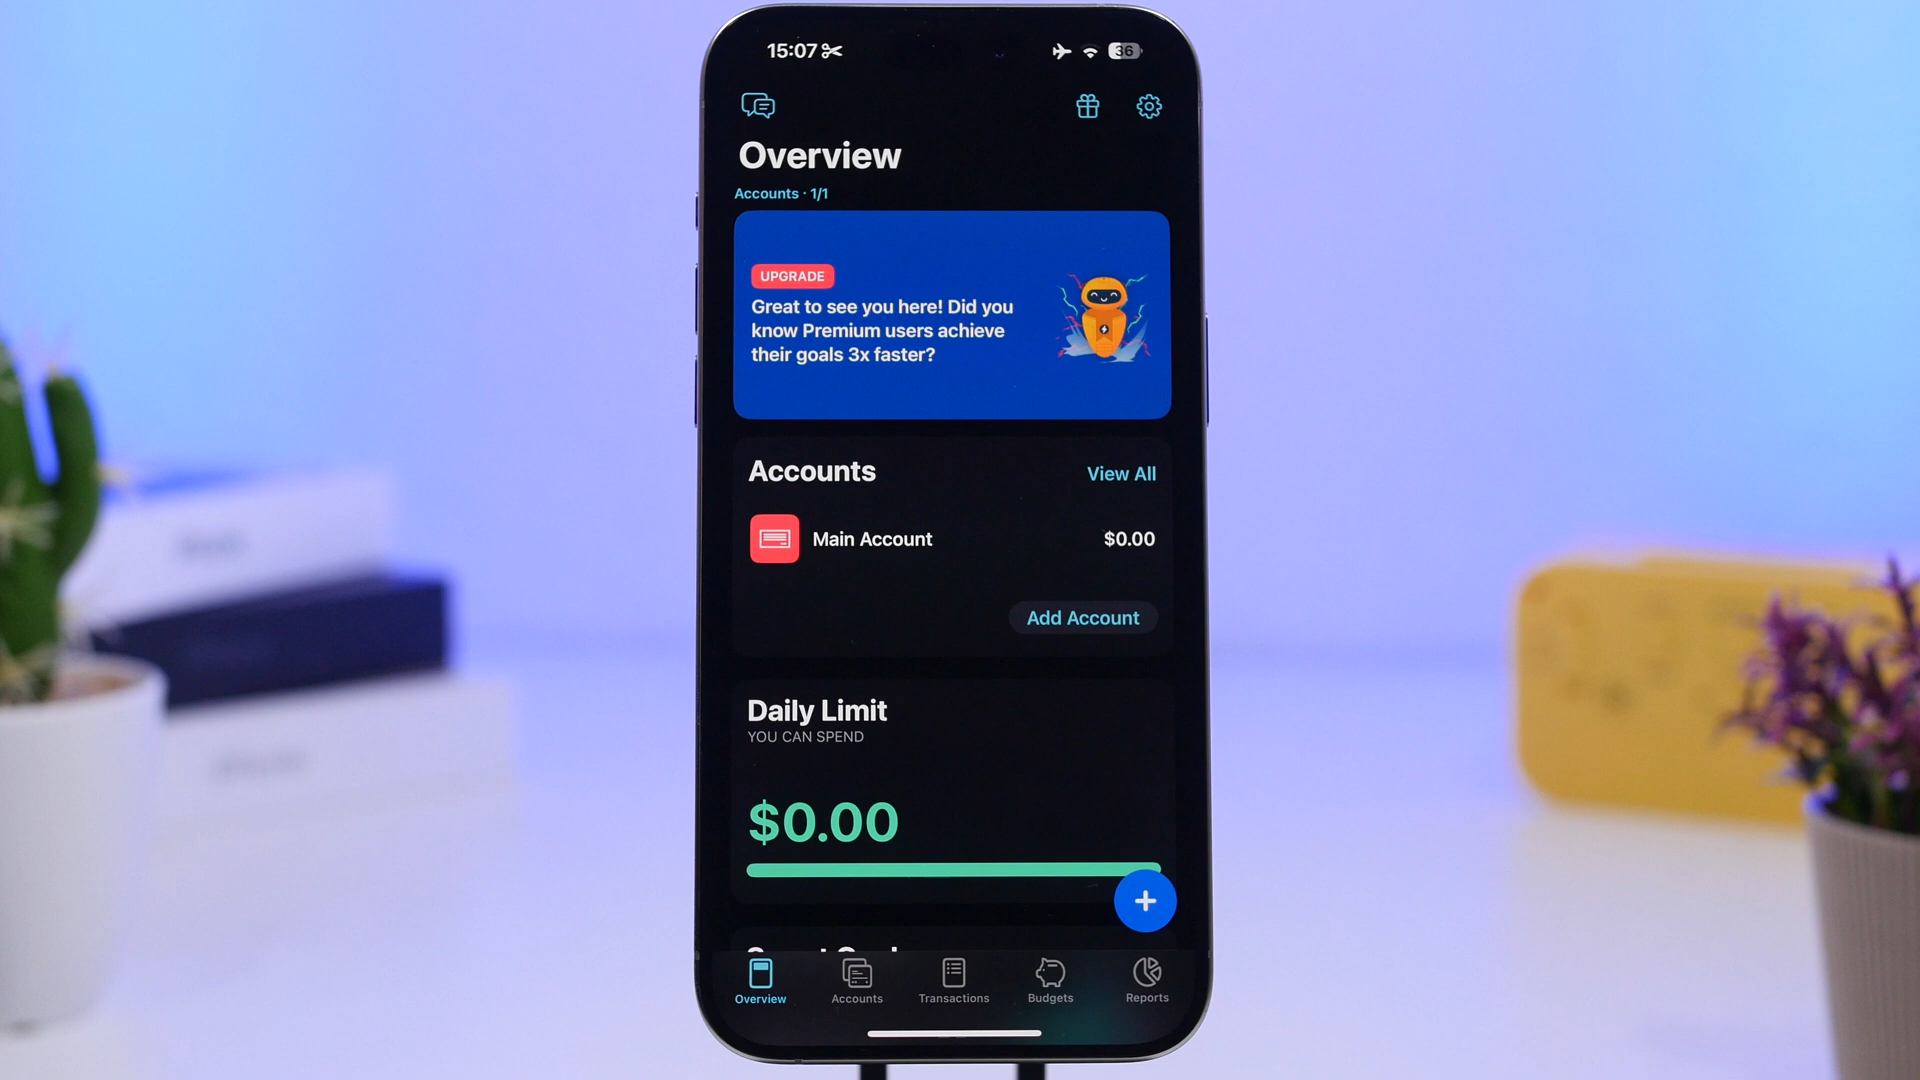 15:07
36
Overview
Accounts · 1/1
UPGRADE
Great to see you here! Did you
know Premium users achieve
their goals 3x faster?
Accounts
View All
Main Account
$0.00
Add Account
Daily Limit
YOU CAN SPEND
$0.00
Overview
Accounts
Transactions
Budgets
Reports